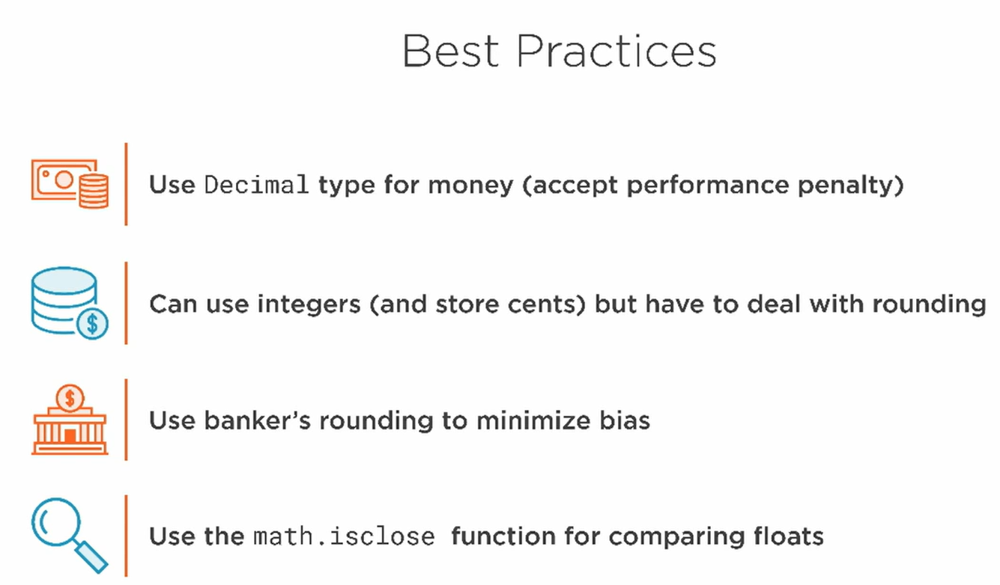 Best Practices
Use Decimal type for money (accept performance penalty)
$
Can use integers (and store cents) but have to deal with rounding
$
Use banker’s rounding to minimize bias
Use the math.isclose function for comparing floats